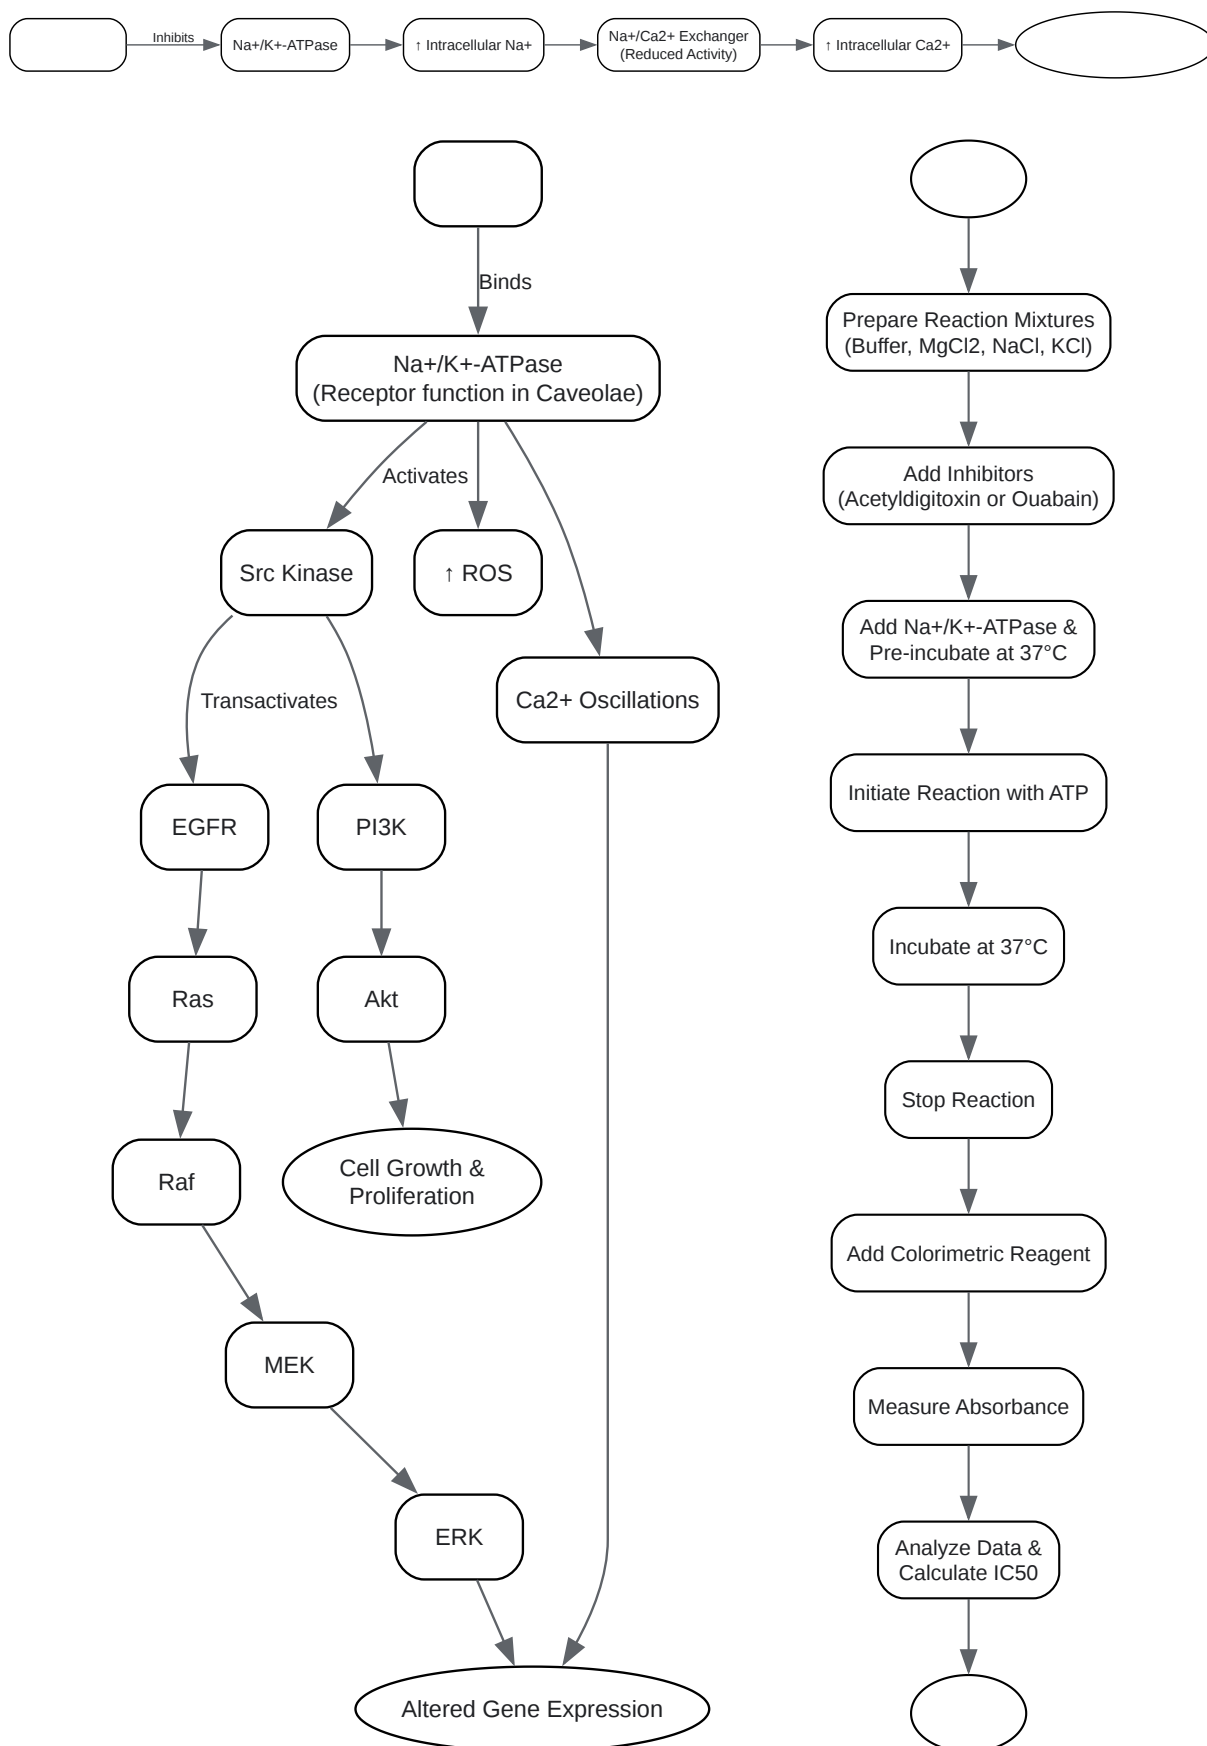 Inhibits
Na+/K+-ATPase
↑ Intracellular Na+
Na+/Ca2+ Exchanger
(Reduced Activity)
↑ Intracellular Ca2+
Binds
Na+/K+-ATPase
(Receptor function in Caveolae)
Activates
Src Kinase
↑ ROS
Transactivates
Ca2+ Oscillations
EGFR
PI3K
Ras
Akt
Raf
Cell Growth &
Proliferation
MEK
ERK
Altered Gene Expression
Prepare Reaction Mixtures
(Buffer, MgCl2, NaCl, KCl)
Add Inhibitors
(Acetyldigitoxin or Ouabain)
Add Na+/K+-ATPase &
Pre-incubate at 37°C
Initiate Reaction with ATP
Incubate at 37°C
Stop Reaction
Add Colorimetric Reagent
Measure Absorbance
Analyze Data &
Calculate IC50